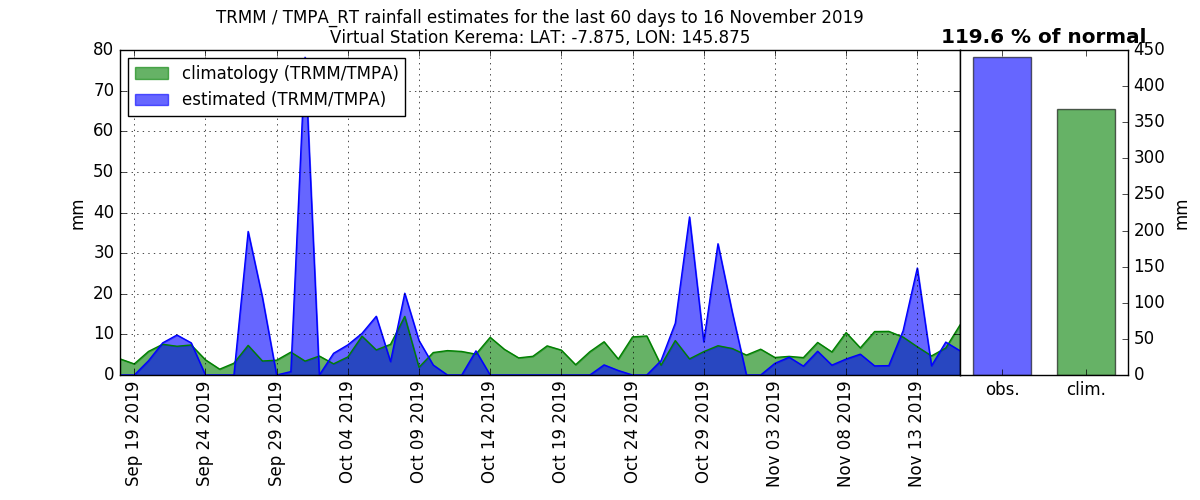 TRMM / TMPA_RT rainfall estimates for the last 60 days to 16 November 2019
Virtual Station Kerema: LAT: -7.875, LON: 145.875
119.6 % of normal
climatology (TRMM/TMPA)
estimated (TRMM/TMPA)
mm
80
70
60
50
40
30
20
10
0
Sep 19 2019
Sep 24 2019
Sep 29 2019
Oct 04 2019
Oct 09 2019
Oct 14 2019
Oct 19 2019
Oct 24 2019
Oct 29 2019
Nov 03 2019
Nov 08 2019
Nov 13 2019
obs.
clim.
450
400
350
300
250
200
150
100
50
0
mm